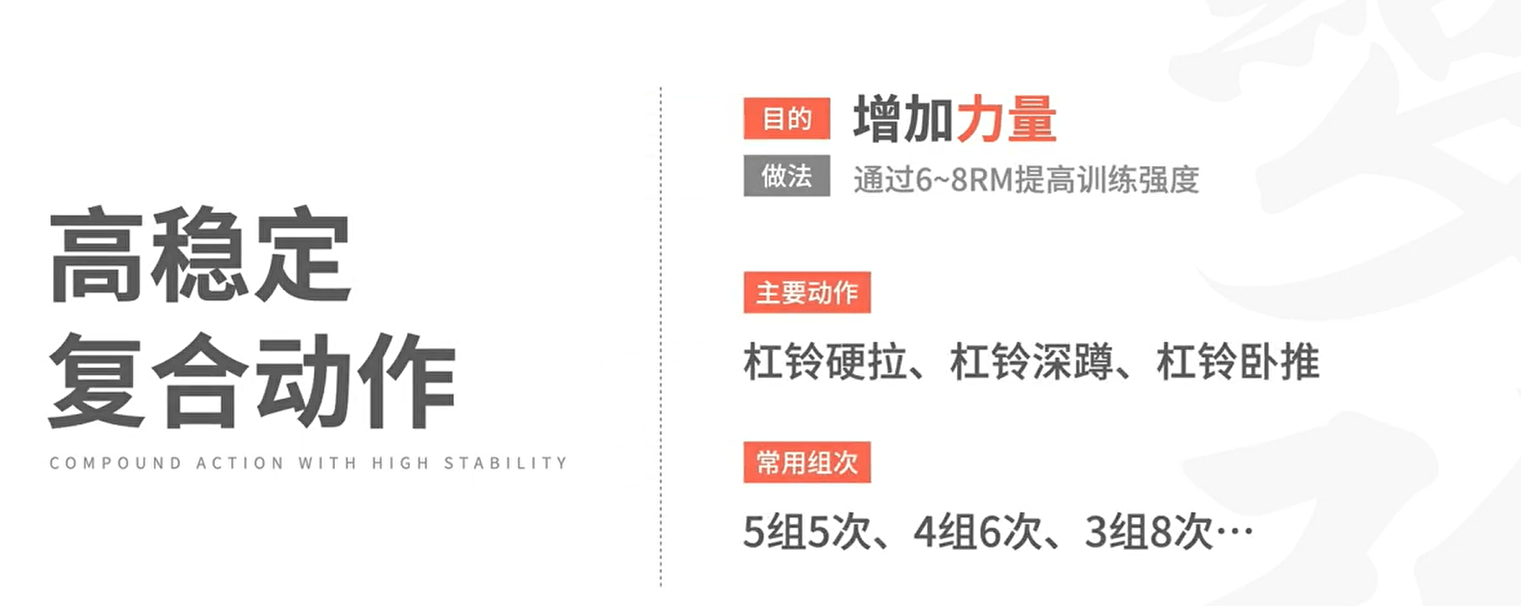 高稳定
复合动作
COMPOUND ACTION WITH HIGH STABILITY
目的 增加力量
做法 通过6~8RM提高训练强度
主要动作
杠铃硬拉、杠铃深蹲、杠铃卧推
常用组次
5组5次、4组6次、3组8次…